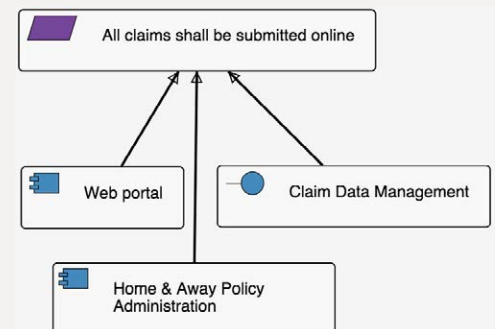 All claims shall be submitted online
Web portal
Claim Data Management
Home & Away Policy
Administration